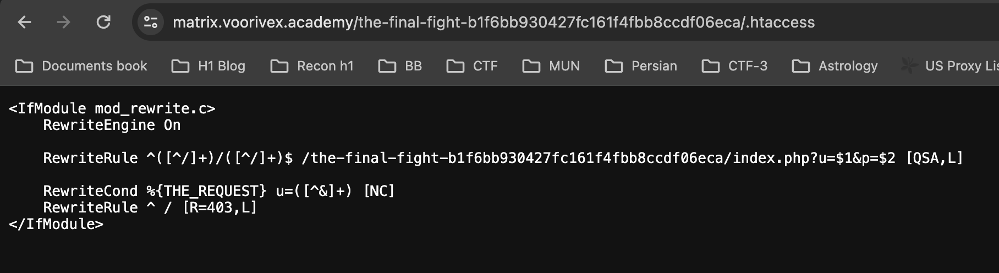 matrix.voorivex.academy/the-final-fight-b1f6bb930427fc161f4fbb8ccdf06eca/.htaccess
Documents book H1 Blog Recon h1 BB CTF MUN Persian CTF-3 Astrology US Proxy Lis
<IfModule mod_rewrite.c>
    RewriteEngine On
    RewriteRule ^([^/]+)/([^/]+)$ /the-final-fight-b1f6bb930427fc161f4fbb8ccdf06eca/index.php?u=$1&p=$2 [QSA,L]
    RewriteCond %{THE_REQUEST} u=([^&]+) [NC]
    RewriteRule ^ / [R=403,L]
</IfModule>